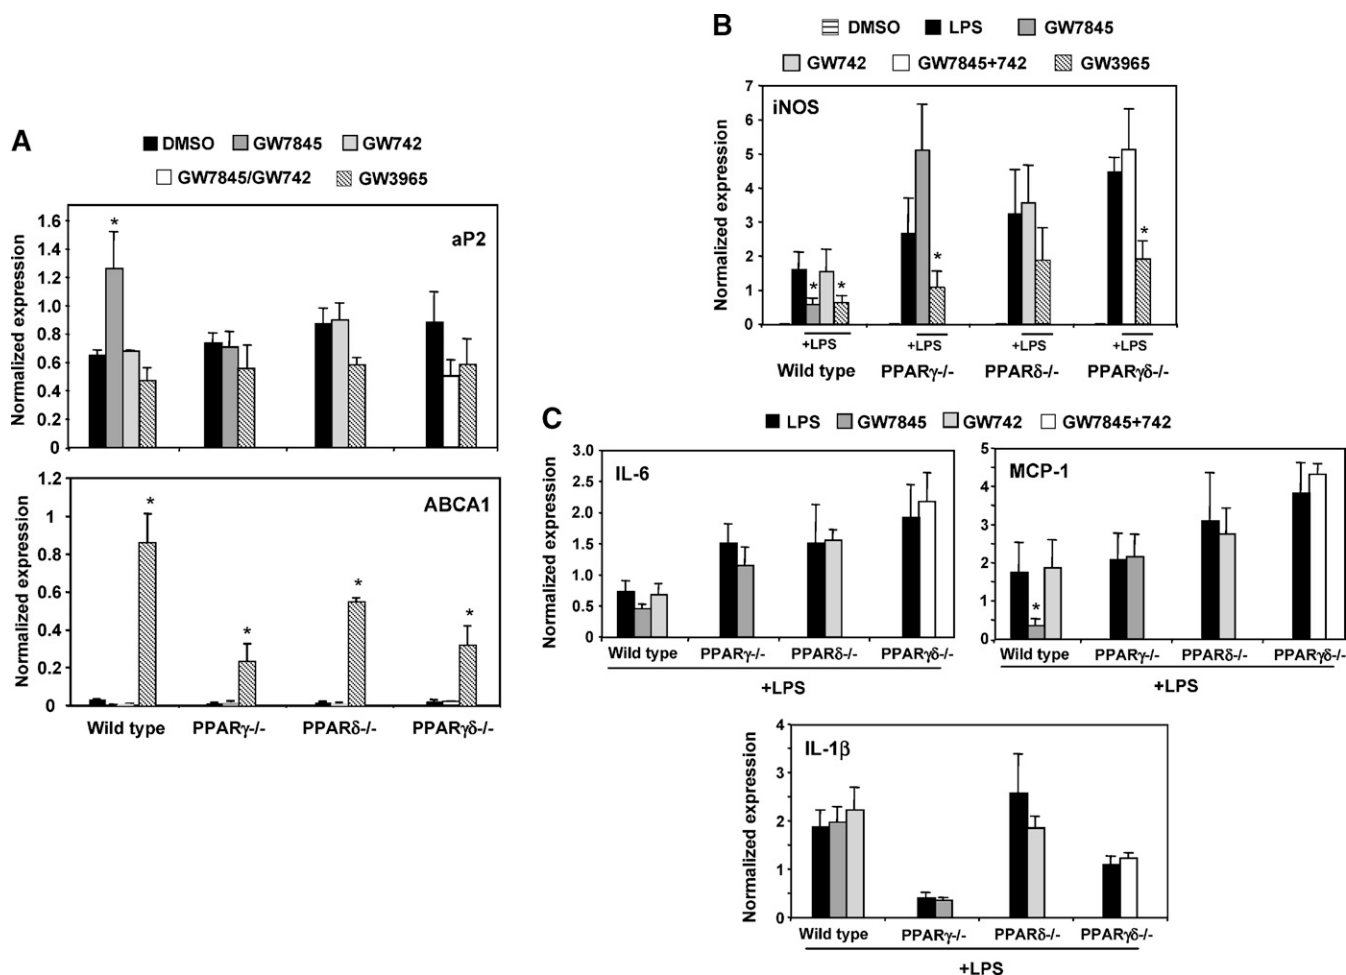 A
DMSO GW7845 GW742
GW7845/GW742 GW3965
Normalized expression
1.6
1.4
1.2
1.0
0.8
0.6
0.4
0.2
0
aP2
*
Normalized expression
1.2
1
0.8
0.6
0.4
0.2
0
ABCA1
* * * *
Wild type PPARγ-/- PPARδ-/- PPARγδ-/-
B
DMSO LPS GW7845
GW742 GW7845+742 GW3965
Normalized expression
7
6
5
4
3
2
1
0
iNOS
* * * *
+LPS +LPS +LPS +LPS
Wild type PPARγ-/- PPARδ-/- PPARγδ-/-
C
LPS GW7845 GW742 GW7845+742
Normalized expression
3.0
2.5
2.0
1.5
1.0
0.5
0
IL-6
Wild type PPARγ-/- PPARδ-/- PPARγδ-/-
+LPS
Normalized expression
5
4
3
2
1
0
MCP-1
*
Wild type PPARγ-/- PPARδ-/- PPARγδ-/-
+LPS
Normalized expression
4
3
2
1
0
IL-1β
Wild type PPARγ-/- PPARδ-/- PPARγδ-/-
+LPS